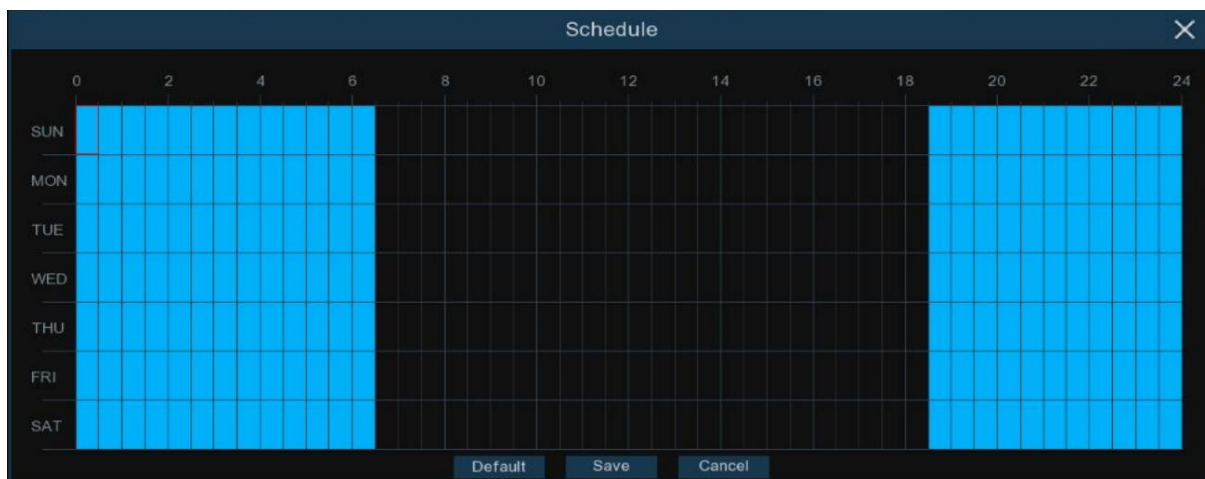 Schedule
0 2 4 6 8 10 12 14 16 18 20 22 24
SUN
MON
TUE
WED
THU
FRI
SAT
Default Save Cancel